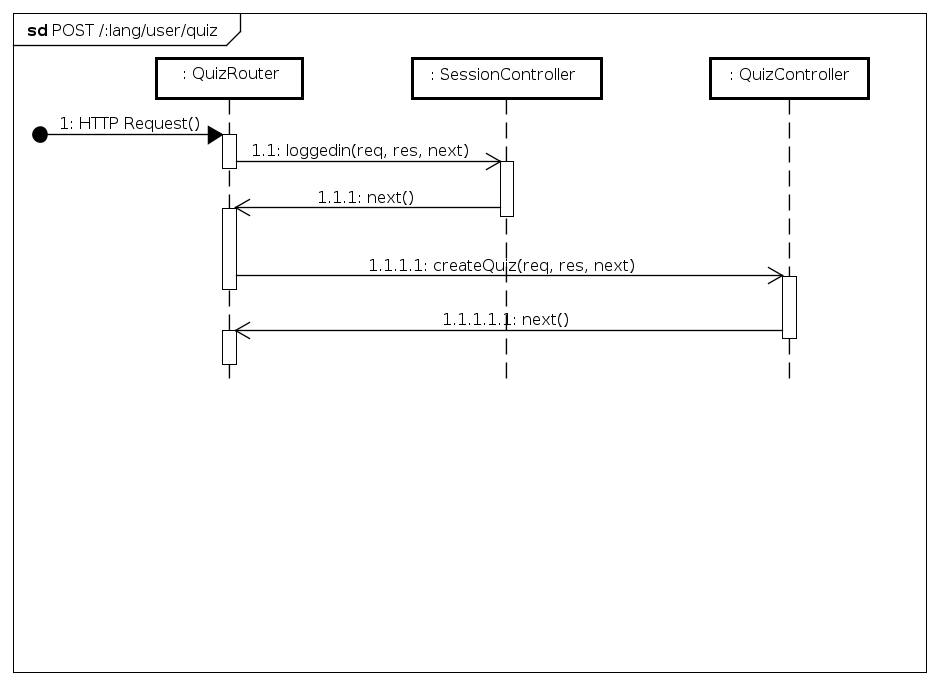 sd POST /:lang/user/quiz
: QuizRouter
: SessionController
: QuizController
1: HTTP Request()
1.1: loggedin(req, res, next)
1.1.1: next()
1.1.1.1: createQuiz(req, res, next)
1.1.1.1.1: next()